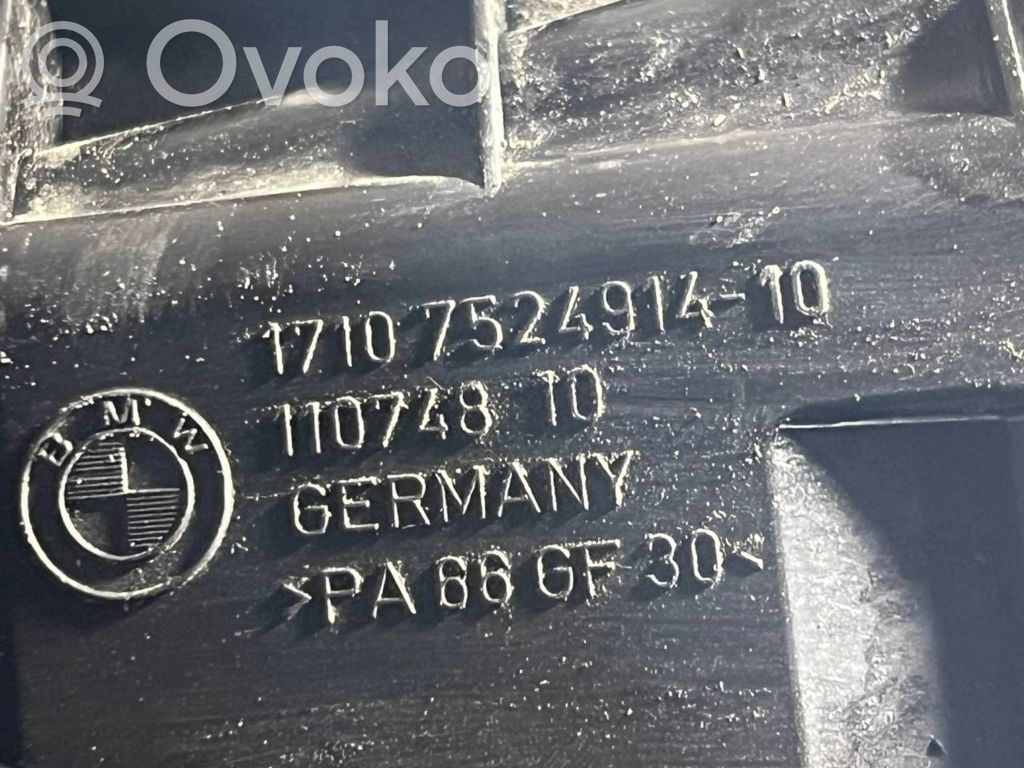 Ovoko
1710 7524914-10
110748 10
BMW
GERMANY
>PA 66 GF 30<